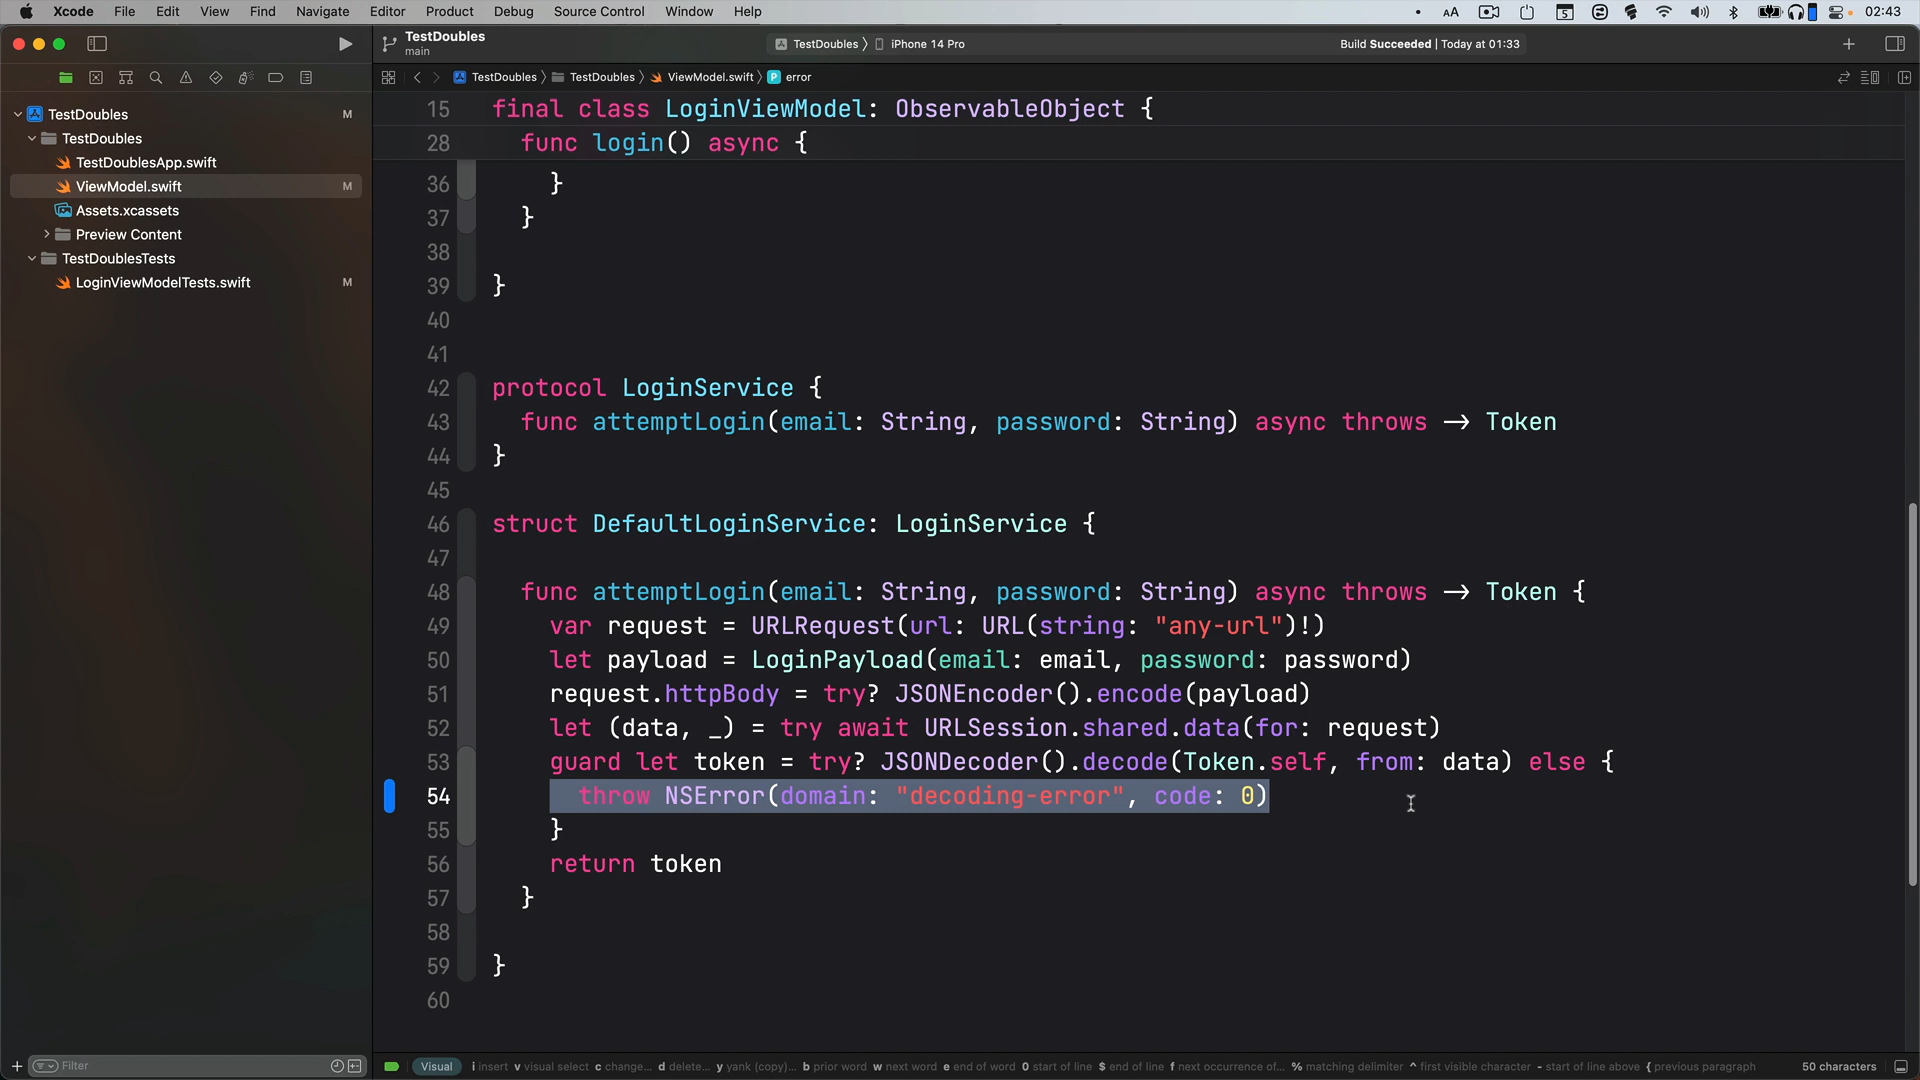 Xcode File Edit View Find Navigate Editor Product Debug Source Control Window Help
AA 5 02:43
TestDoubles
main
TestDoubles 〉 iPhone 14 Pro
Build Succeeded | Today at 01:33
TestDoubles 〉 TestDoubles 〉 ViewModel.swift 〉 P error
TestDoubles M
TestDoubles
TestDoublesApp.swift
ViewModel.swift M
Assets.xcassets
Preview Content
TestDoublesTests
LoginViewModelTests.swift M
15 final class LoginViewModel: ObservableObject {
28 func login() async {
36 }
37 }
38
39 }
40
41
42 protocol LoginService {
43 func attemptLogin(email: String, password: String) async throws -> Token
44 }
45
46 struct DefaultLoginService: LoginService {
47
48 func attemptLogin(email: String, password: String) async throws -> Token {
49 var request = URLRequest(url: URL(string: "any-url")!)
50 let payload = LoginPayload(email: email, password: password)
51 request.httpBody = try? JSONEncoder().encode(payload)
52 let (data, _) = try await URLSession.shared.data(for: request)
53 guard let token = try? JSONDecoder().decode(Token.self, from: data) else {
54 throw NSError(domain: "decoding-error", code: 0)
55 }
56 return token
57 }
58
59 }
60
Filter
Visual i insert v visual select c change... d delete... y yank (copy)... b prior word w next word e end of word 0 start of line $ end of line f next occurrence of... % matching delimiter ^ first visible character - start of line above { previous paragraph 50 characters